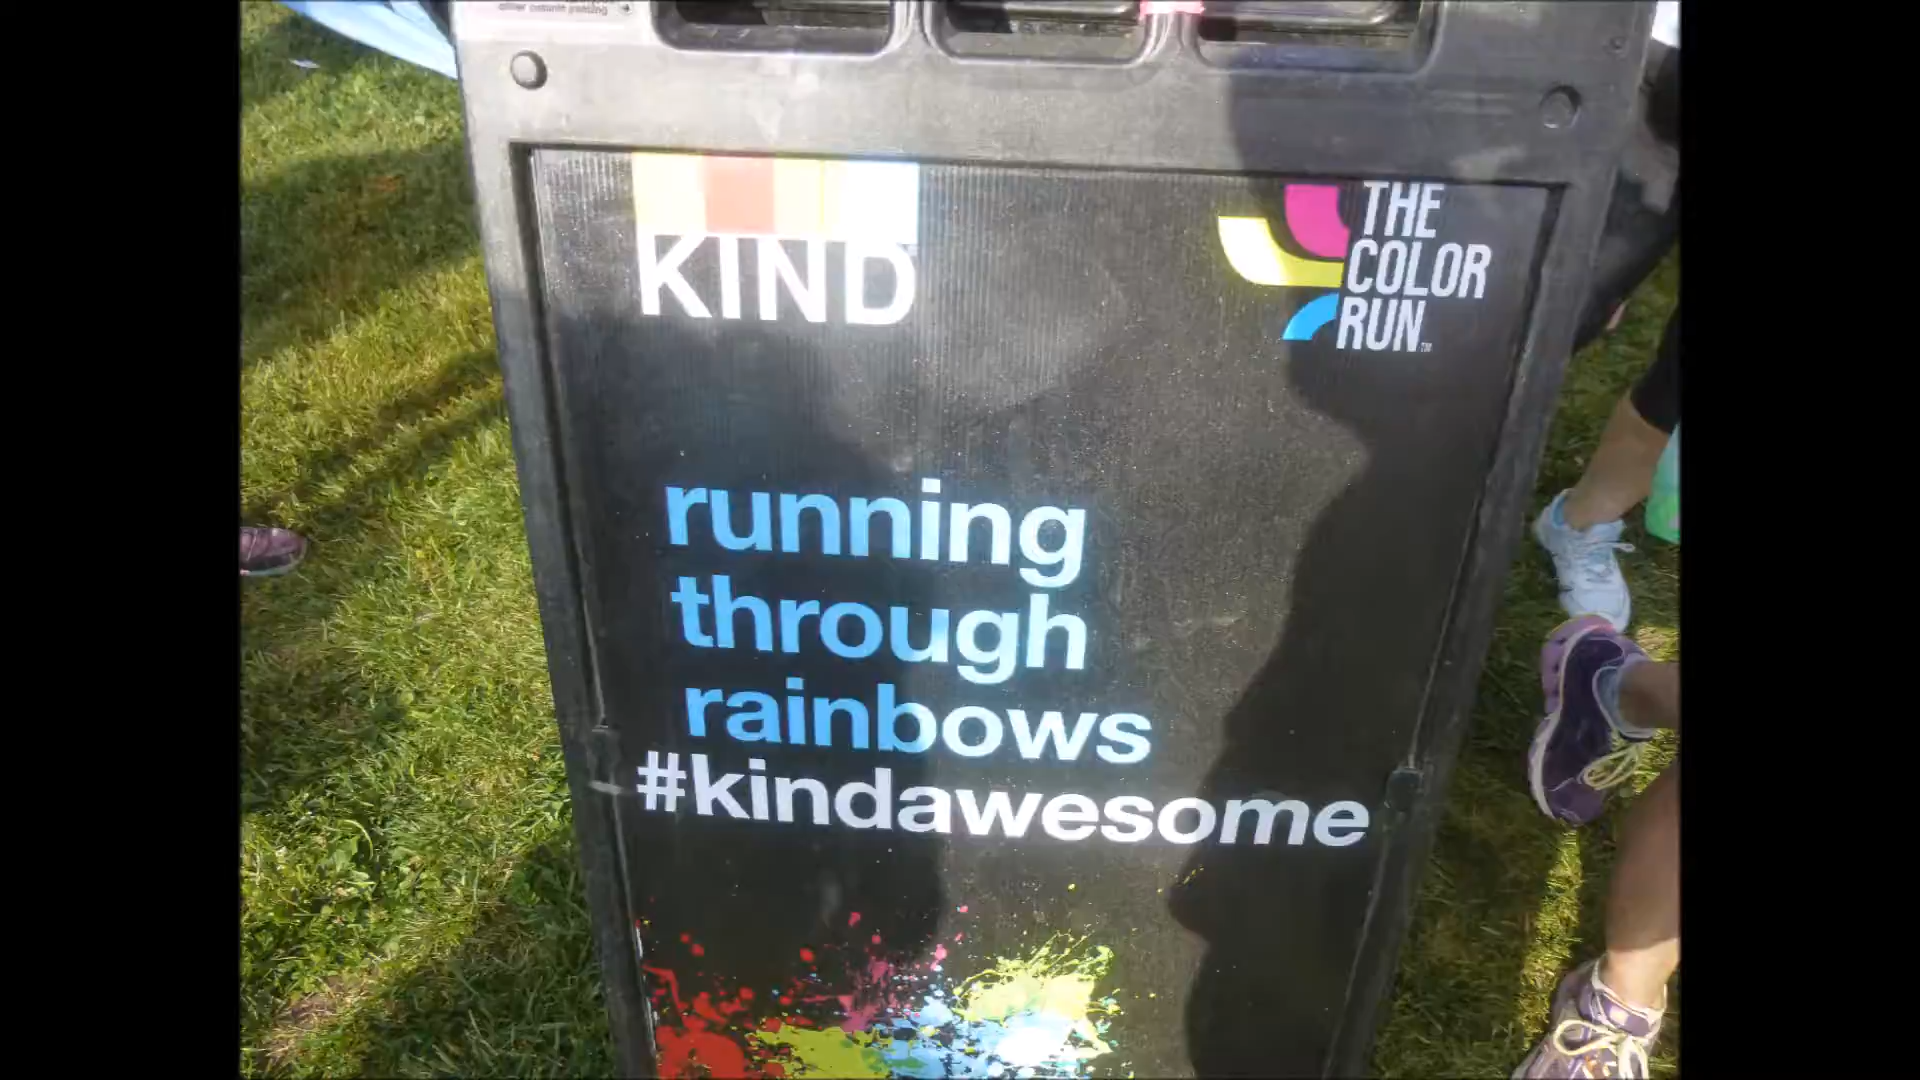 KIND
THE
COLOR
RUN
running
through
rainbows
#kindawesome